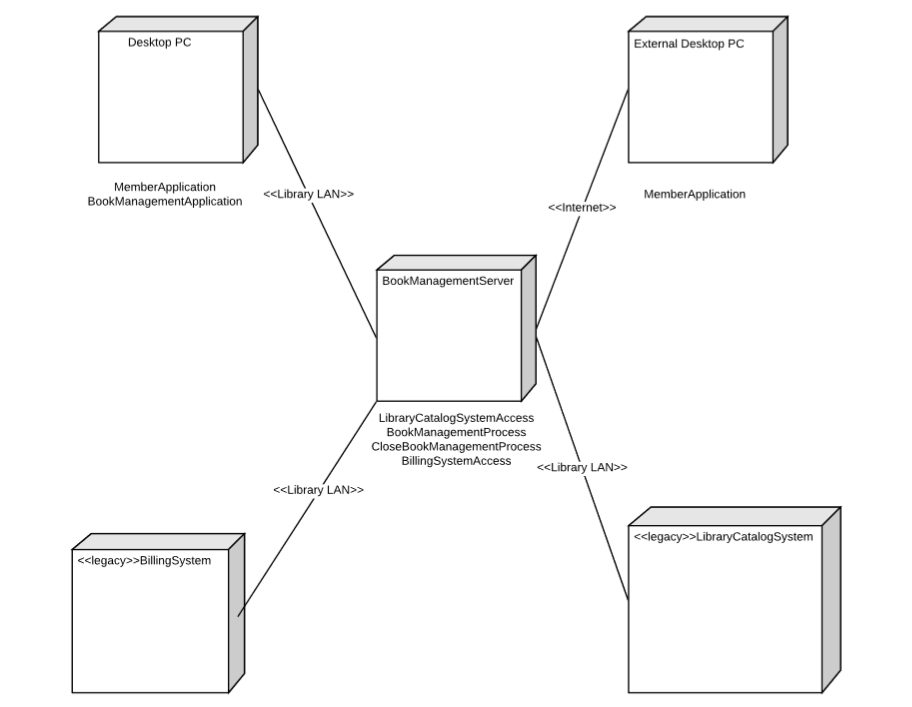 Desktop PC
External Desktop PC
MemberApplication
BookManagementApplication
<<Library LAN>>
<<Internet>>
MemberApplication
BookManagementServer
LibraryCatalogSystemAccess
BookManagementProcess
CloseBookManagementProcess
BillingSystemAccess
<<Library LAN>>
<<Library LAN>>
<<legacy>>BillingSystem
<<legacy>>LibraryCatalogSystem